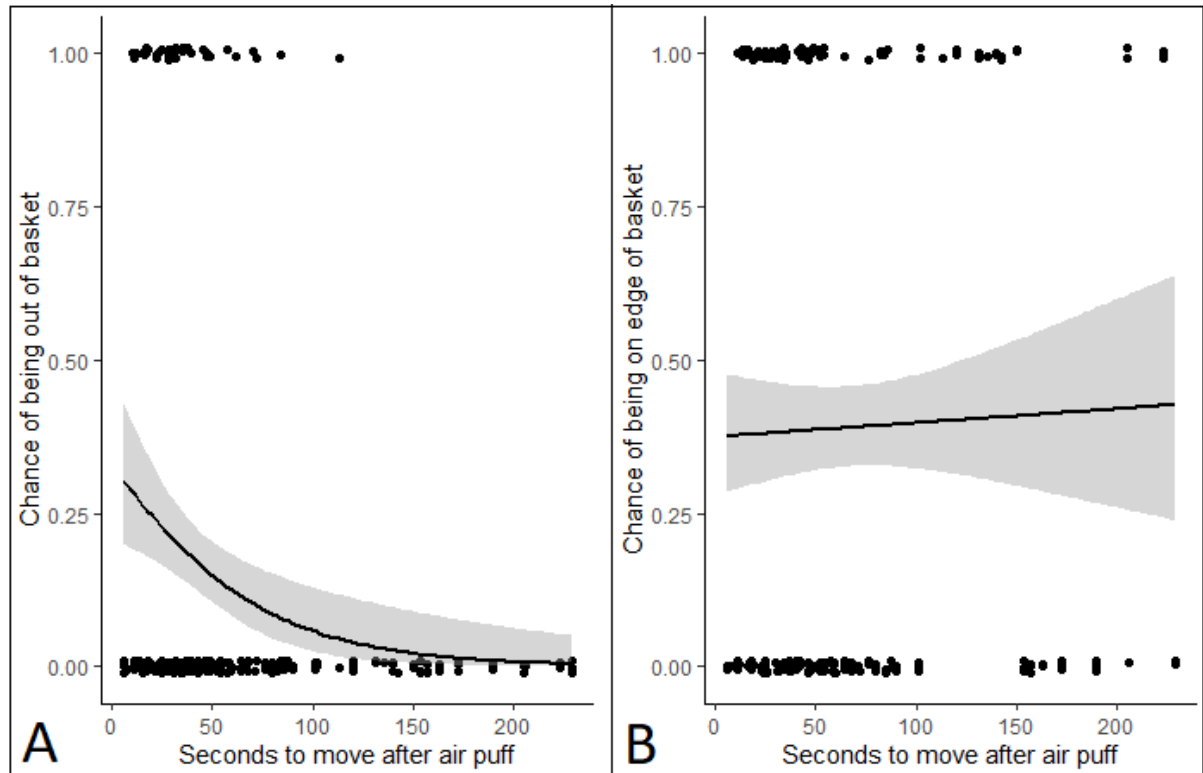 Chance of being out of basket
1.00
0.75
0.50
0.25
0.00
0 50 100 150 200
Seconds to move after air puff
A
Chance of being on edge of basket
1.00
0.75
0.50
0.25
0.00
0 50 100 150 200
Seconds to move after air puff
B